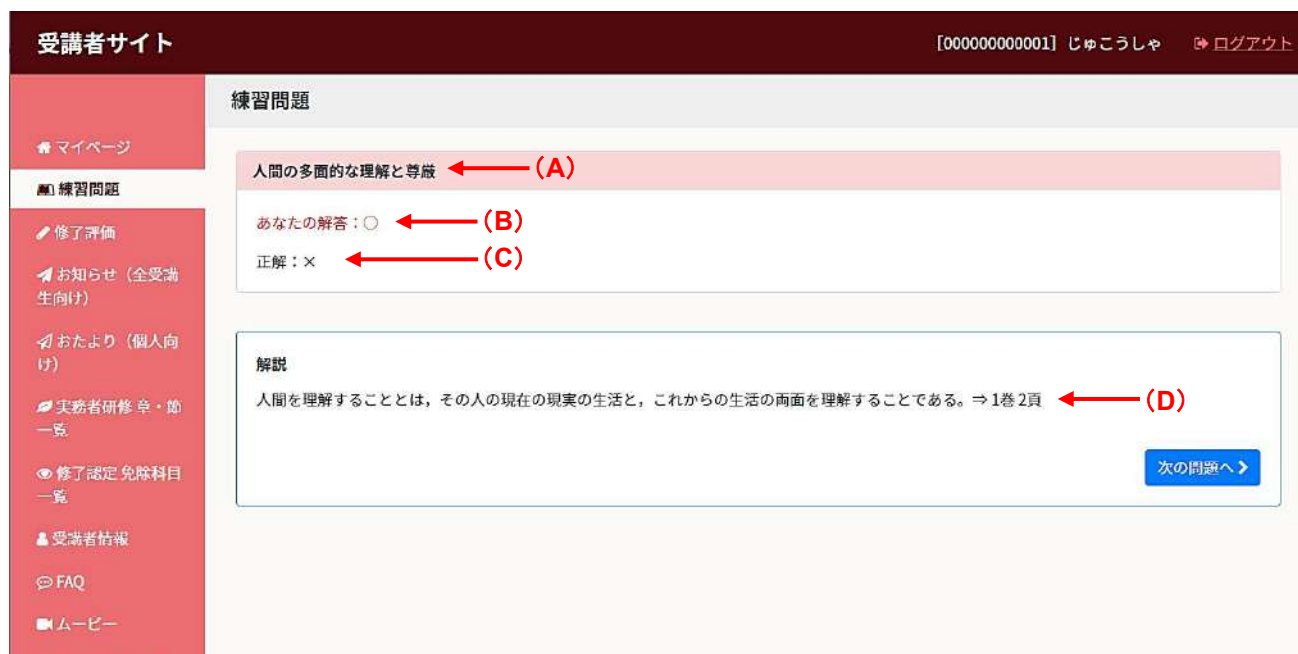 受講者サイト
[000000000001] じゅこうしゃ ログアウト
練習問題
マイページ
練習問題
修了評価
お知らせ（全受講
生向け）
おたより（個人向
け）
実務者研修 章・節
一覧
修了認定 免除科目
一覧
受講者情報
FAQ
ムービー
人間の多面的な理解と尊厳 （A）
あなたの解答：○ （B）
正解：× （C）
解説
人間を理解することとは，その人の現在の現実の生活と，これからの生活の両面を理解することである。⇒ 1巻 2頁 （D）
次の問題へ